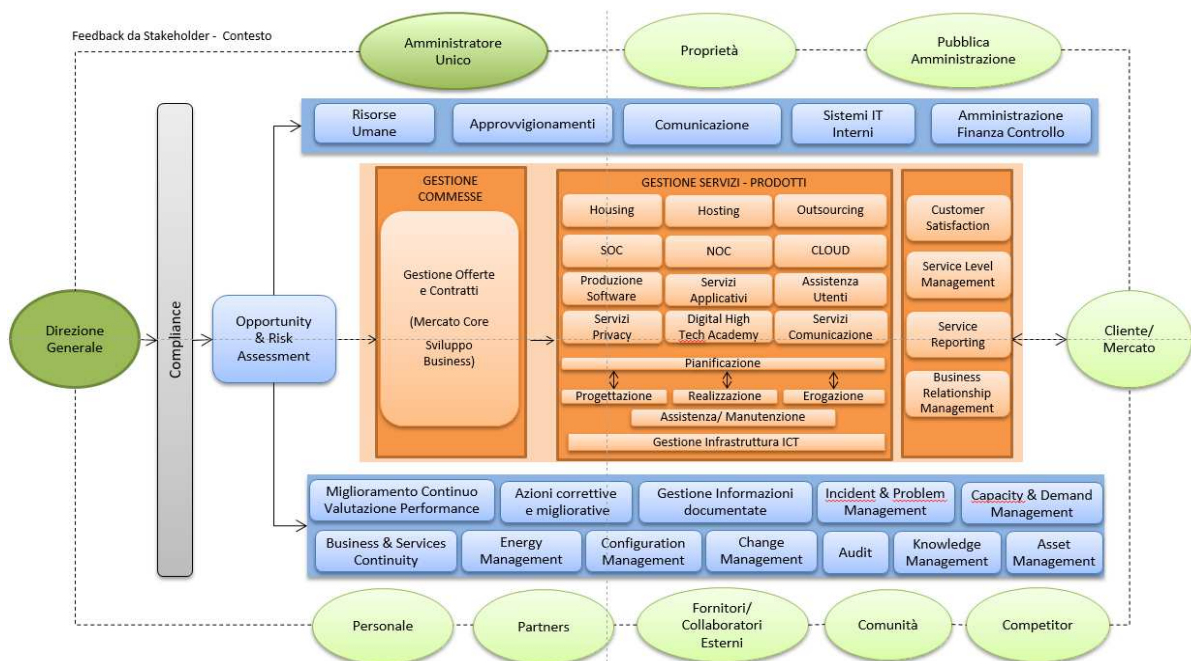 Feedback da Stakeholder - Contesto
Amministratore
Unico
Proprietà
Pubblica
Amministrazione
Risorse
Umane
Approvvigionamenti
Comunicazione
Sistemi IT
Interni
Amministrazione
Finanza Controllo
GESTIONE
COMMESSE
Gestione Offerte
e Contratti
(Mercato Core
Sviluppo
Business)
GESTIONE SERVIZI - PRODOTTI
Housing
Hosting
Outsourcing
SOC
NOC
CLOUD
Produzione
Software
Servizi
Applicativi
Assistenza
Utenti
Servizi
Privacy
Digital High
Tech Academy
Servizi
Comunicazione
Pianificazione
Progettazione
Realizzazione
Erogazione
Assistenza/ Manutenzione
Gestione Infrastruttura ICT
Customer
Satisfaction
Service Level
Management
Service
Reporting
Business
Relationship
Management
Direzione
Generale
Compliance
Opportunity
& Risk
Assessment
Cliente/
Mercato
Miglioramento Continuo
Valutazione Performance
Azioni correttive
e migliorative
Gestione Informazioni
documentate
Incident & Problem
Management
Capacity & Demand
Management
Business & Services
Continuity
Energy
Management
Configuration
Management
Change
Management
Audit
Knowledge
Management
Asset
Management
Personale
Partners
Fornitori/
Collaboratori
Esterni
Comunità
Competitor